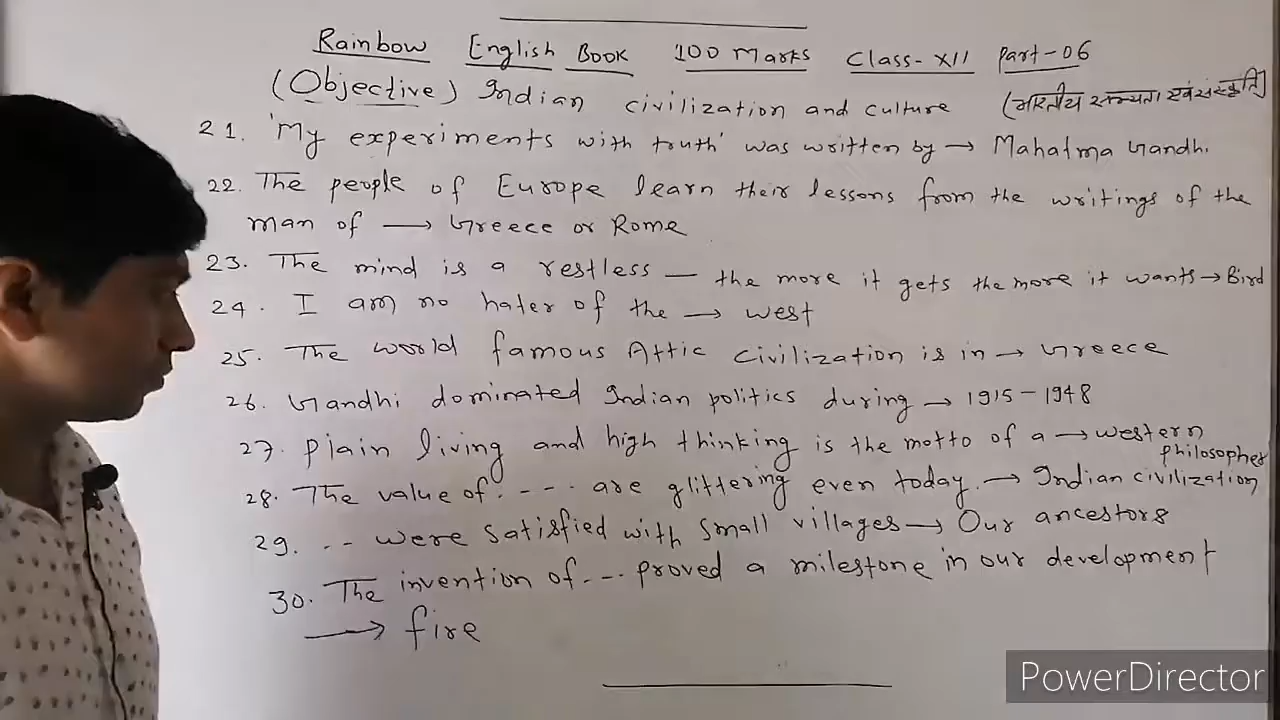 Rainbow English Book 100 Marks Class-XII Part-06
(Objective) Indian civilization and culture (भारतीय सभ्यता एवं संस्कृति)
21. 'My experiments with truth' was written by → Mahatma Gandhi
22. The people of Europe learn their lessons from the writings of the
man of → Greece or Rome
23. The mind is a restless — the more it gets the more it wants → Bird
24. I am no hater of the → west
25. The world famous Attic civilization is in → Greece
26. Gandhi dominated Indian politics during → 1915-1948
27. Plain living and high thinking is the motto of a → western
philosopher
28. The value of. --- are glittering even today. → Indian civilization
29. -- were satisfied with small villages → Our ancestors
30. The invention of --- proved a milestone in our development
→ fire
PowerDirector